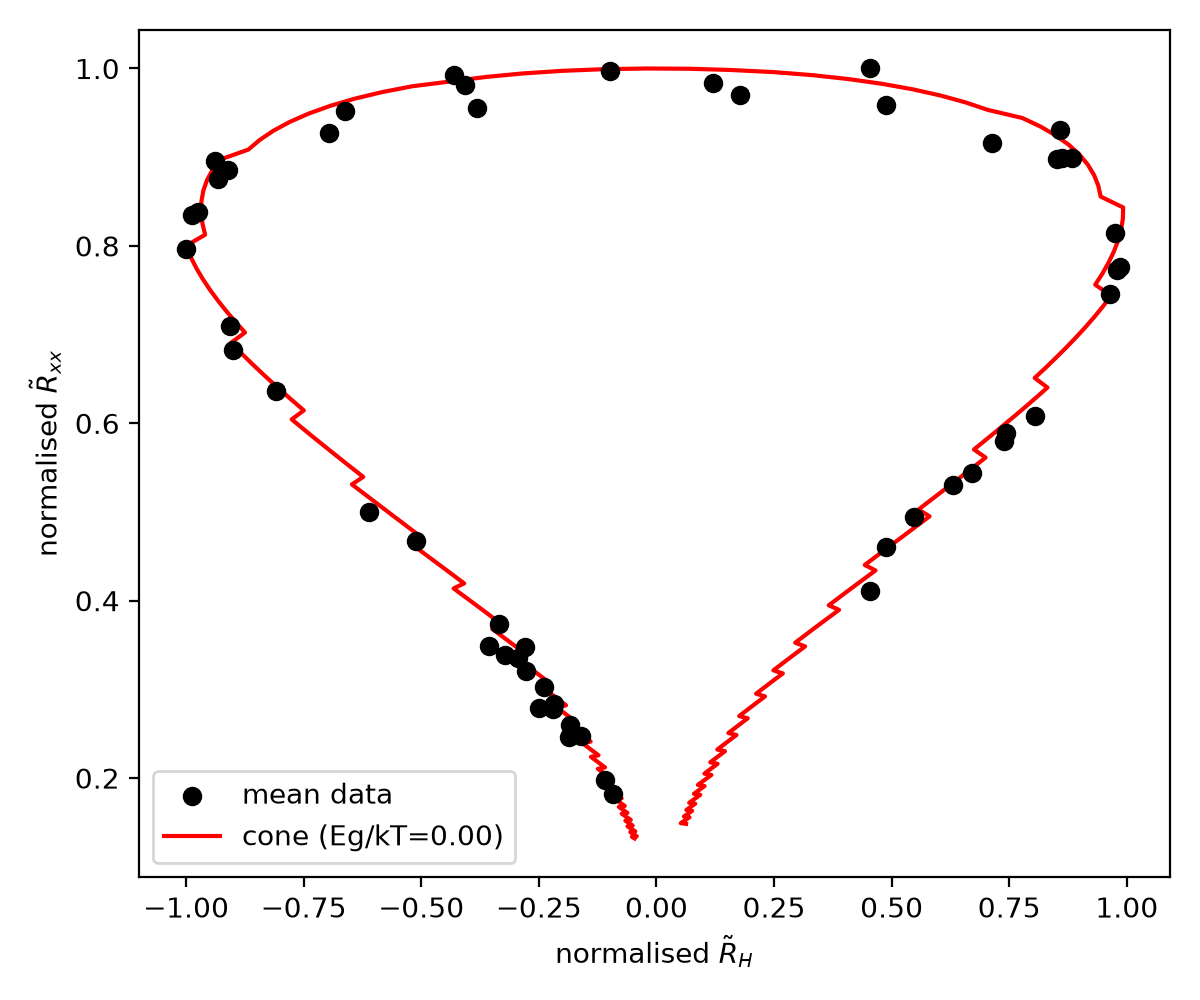 1.0
0.8
0.6
0.4
0.2
normalised R̃xx
mean data
cone (Eg/kT=0.00)
−1.00 −0.75 −0.50 −0.25 0.00 0.25 0.50 0.75 1.00
normalised R̃H